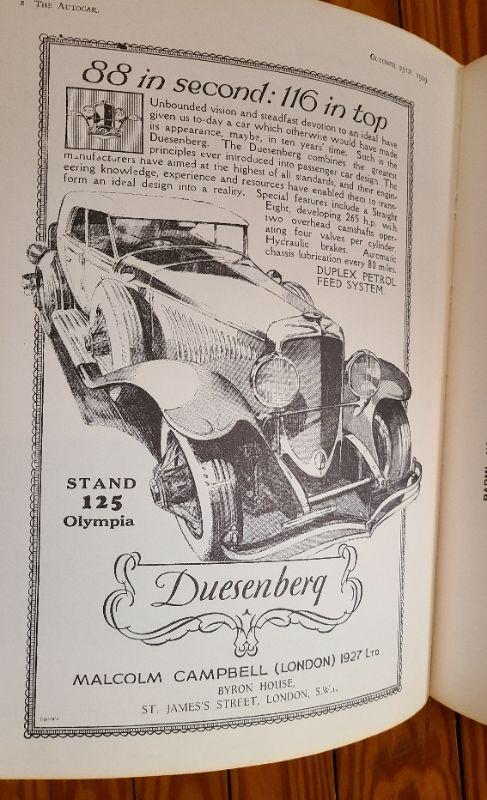 2 THE AUTOCAR.
OCTOBER 25TH, 1929.
88 in second: 116 in top
Unbounded vision and steadfast devotion to an ideal have
given us to-day a car which otherwise would have made
its appearance, maybe, in ten years' time. Such is the
Duesenberg. The Duesenberg combines the greatest
principles ever introduced into passenger car design. The
manufacturers have aimed at the highest of all standards, and their engin-
eering knowledge, experience and resources have enabled them to trans-
form an ideal design into a reality. Special features include a Straight
Eight, developing 265 h.p. with
two overhead camshafts oper-
ating four valves per cylinder.
Hydraulic brakes. Automatic
chassis lubrication every 80 miles.
DUPLEX PETROL
FEED SYSTEM
STAND
125
Olympia
Duesenberg
MALCOLM CAMPBELL (LONDON) 1927 LTD
BYRON HOUSE,
ST. JAMES'S STREET, LONDON, S.W.1.